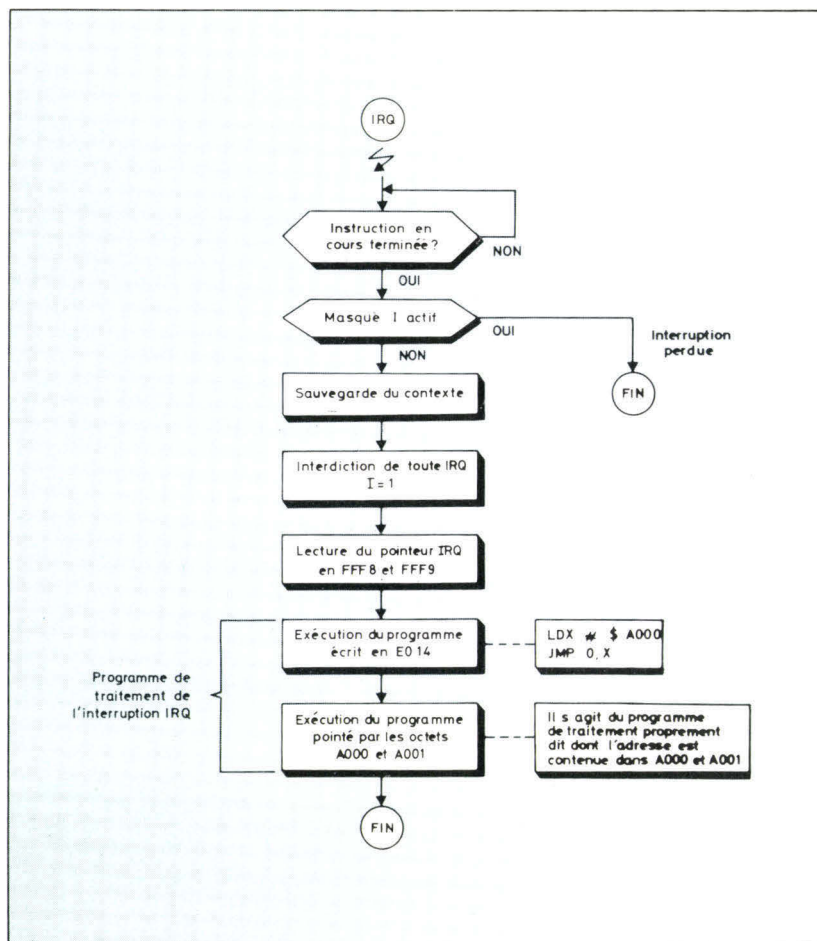 IRQ
Instruction en
cours terminée ?
NON
OUI
Masque I actif
OUI
NON
Interruption
perdue
FIN
Sauvegarde du contexte
Interdiction de toute IRQ
I = 1
Lecture du pointeur IRQ
en FFF8 et FFF9
Programme de
traitement de
l'interruption IRQ
Exécution du programme
écrit en E014
LDX # $ A000
JMP 0,X
Exécution du programme
pointé par les octets
A000 et A001
Il s agit du programme
de traitement proprement
dit dont l'adresse est
contenue dans A000 et A001
FIN